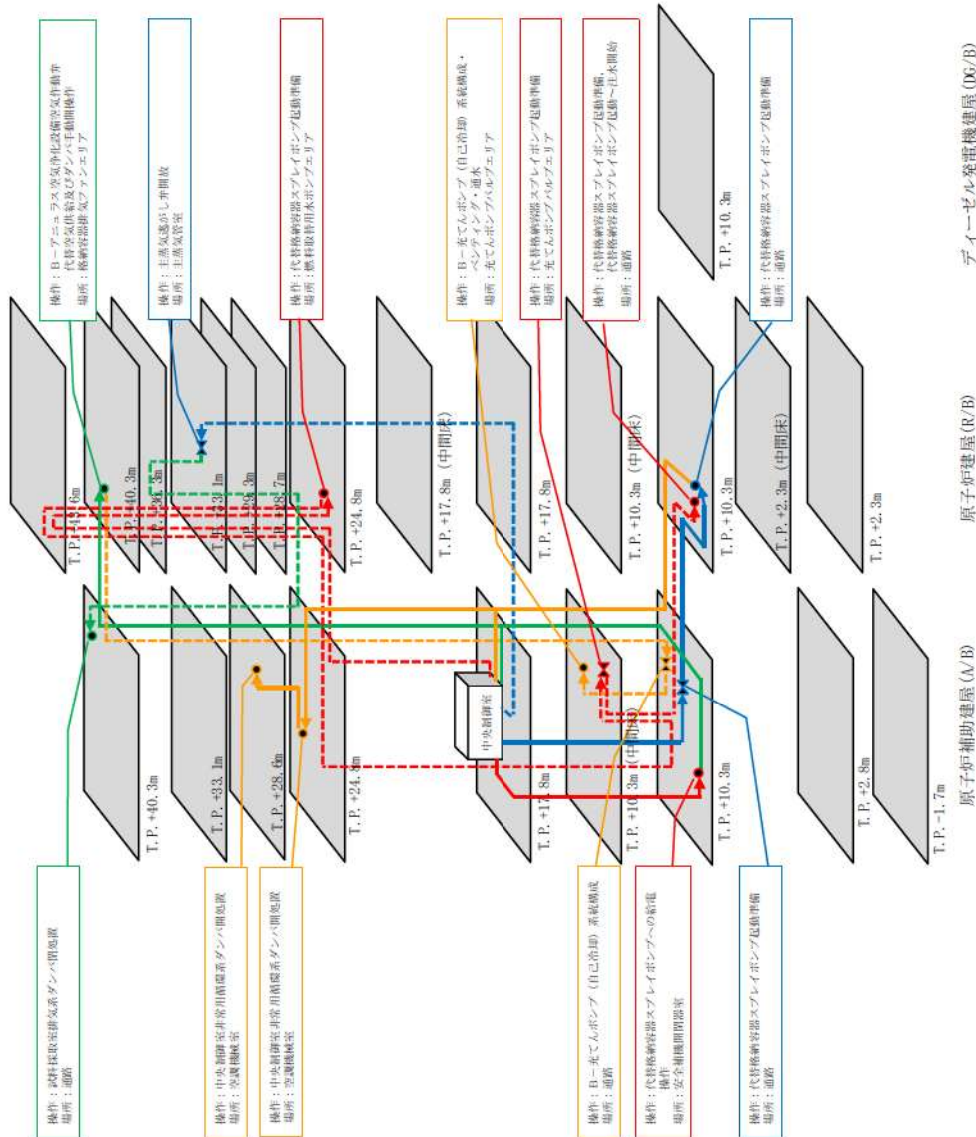 操作：B－アニュラス空気浄化設備空気作動弁
代替空気供給及びダンパ手動開操作
場所：格納容器排気ファンエリア
操作：主蒸気逃がし弁開放
場所：主蒸気管室
操作：代替格納容器スプレイポンプ起動準備
場所：燃料取替用水ポンプエリア
操作：B－充てんポンプ（自己冷却）系統構成・
ベンティング・通水
場所：充てんポンプバルブエリア
操作：代替格納容器スプレイポンプ起動準備
場所：充てんポンプバルブエリア
操作：代替格納容器スプレイポンプ起動準備,
代替格納容器スプレイポンプ起動～注水開始
場所：通路
操作：代替格納容器スプレイポンプ起動準備
場所：通路
T.P. +10.3m
ディーゼル発電機建屋(DG/B)
T.P. +43.6m
T.P. +40.3m
T.P. +33.1m
T.P. +24.8m
T.P. +17.8m (中間床)
T.P. +17.8m
T.P. +10.3m (中間床)
T.P. +10.3m
T.P. +2.3m (中間床)
T.P. +2.3m
原子炉建屋(R/B)
T.P. +40.3m
T.P. +33.1m
T.P. +28.6m
T.P. +24.8m
中央制御室
T.P. +17.8m
T.P. +10.3m (中間床)
T.P. +10.3m
T.P. +2.8m
T.P. -1.7m
原子炉補助建屋(A/B)
操作：試料採取室排気系ダンパ閉処置
場所：通路
操作：中央制御室非常用循環系ダンパ開処置
場所：空調機械室
操作：中央制御室非常用循環系ダンパ開処置
場所：空調機械室
操作：B－充てんポンプ（自己冷却）系統構成
場所：通路
操作：代替格納容器スプレイポンプへの給電
操作
場所：安全補機開閉器室
操作：代替格納容器スプレイポンプ起動準備
場所：通路